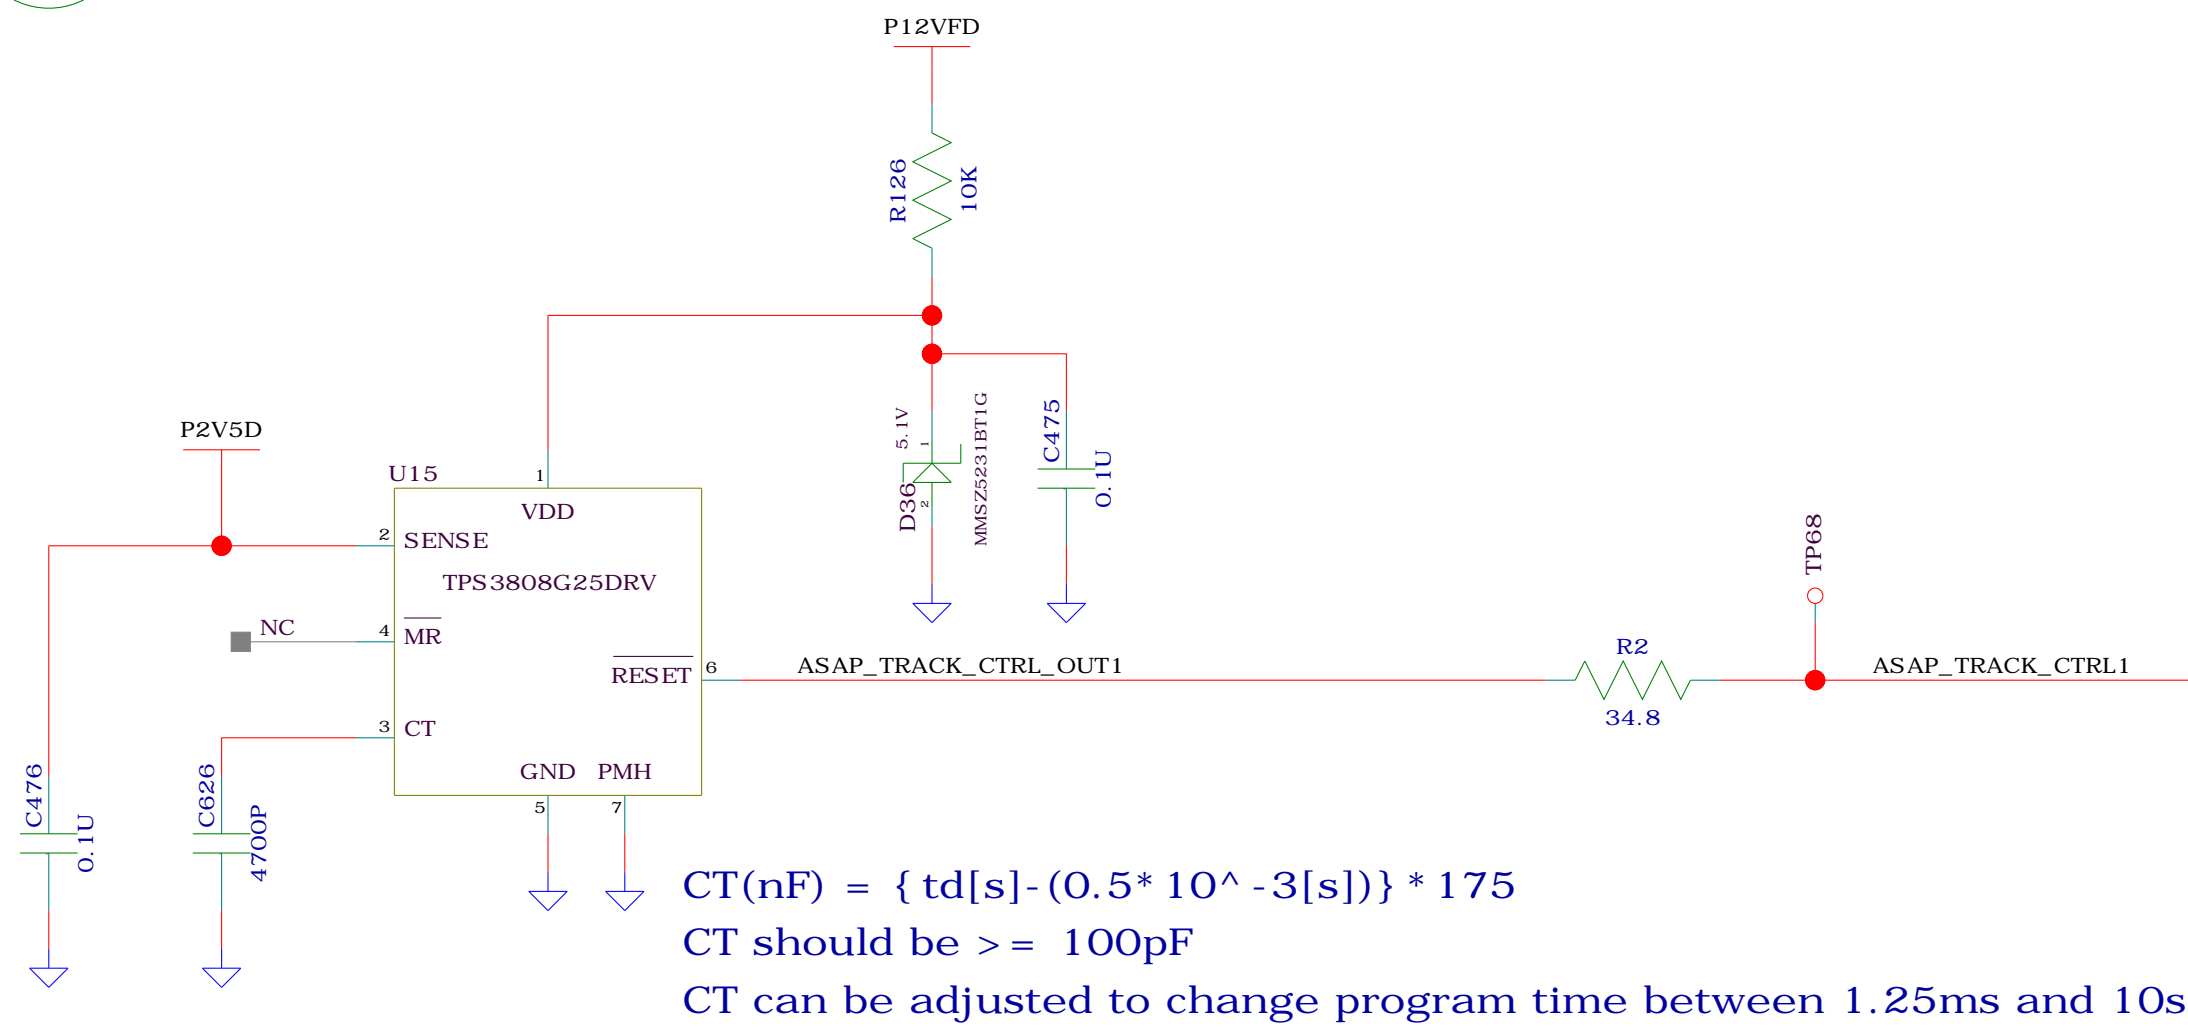 P12VFD
R126
10K
P2V5D
U15
1
VDD
2
SENSE
TPS3808G25DRV
NC
4
MR
RESET
6
3
CT
GND
PMH
5
7
5.1V
1
D36
2
MMSZ5231BT1G
C475
0.1U
C476
0.1U
C626
4700P
ASAP_TRACK_CTRL_OUT1
R2
34.8
TP68
ASAP_TRACK_CTRL1
CT(nF) = {td[s]-(0.5*10^-3[s])}*175
CT should be >= 100pF
CT can be adjusted to change program time between 1.25ms and 10s